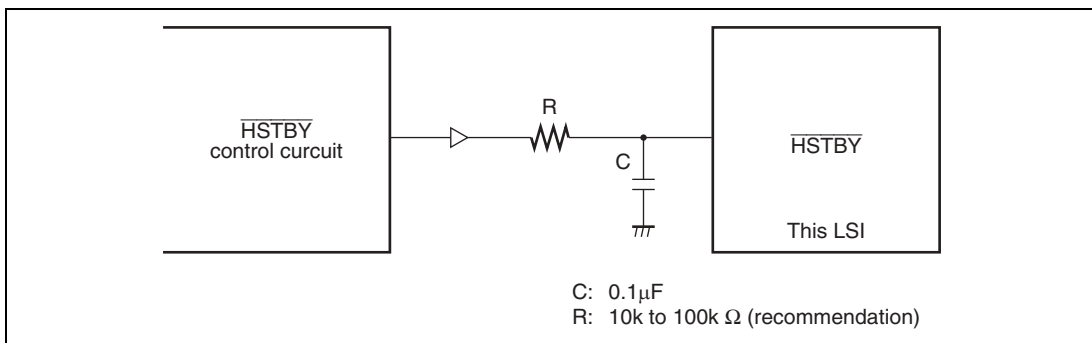 HSTBY
control curcuit
R
C
HSTBY
This LSI
C: 0.1μF
R: 10k to 100k Ω (recommendation)